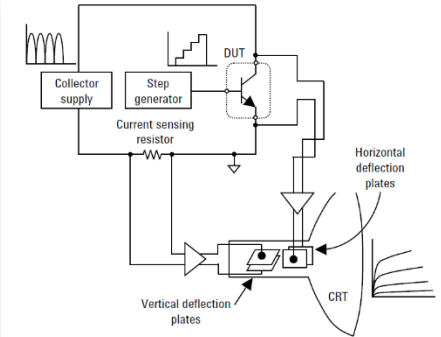 DUT
Collector
supply
Step
generator
Current sensing
resistor
Horizontal
deflection
plates
Vertical deflection
plates
CRT